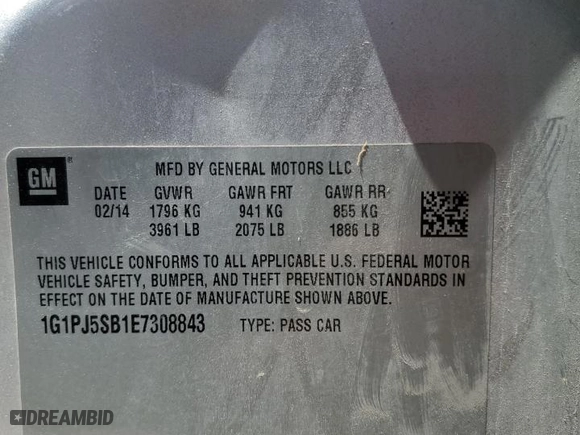 GM
MFD BY GENERAL MOTORS LLC
DATE GVWR GAWR FRT GAWR RR
02/14 1796 KG 941 KG 855 KG
3961 LB 2075 LB 1886 LB
THIS VEHICLE CONFORMS TO ALL APPLICABLE U.S. FEDERAL MOTOR
VEHICLE SAFETY, BUMPER, AND THEFT PREVENTION STANDARDS IN
EFFECT ON THE DATE OF MANUFACTURE SHOWN ABOVE.
1G1PJ5SB1E7308843 TYPE: PASS CAR
DREAMBID